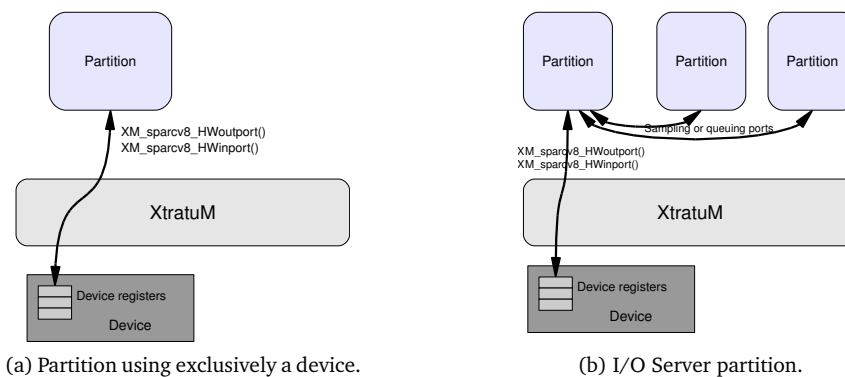 Partition
XM_sparcv8_HWoutport()
XM_sparcv8_HWinport()
XtratuM
Device registers
Device
(a) Partition using exclusively a device.
Partition
Partition
Partition
Sampling or queuing ports
XM_sparcv8_HWoutport()
XM_sparcv8_HWinport()
XtratuM
Device registers
Device
(b) I/O Server partition.